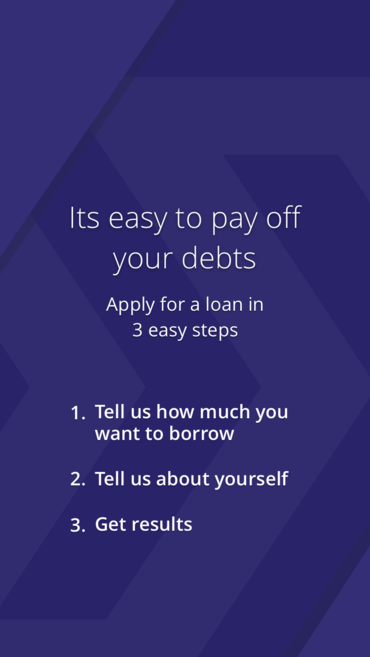 Its easy to pay off
your debts
Apply for a loan in
3 easy steps
1. Tell us how much you
want to borrow
2. Tell us about yourself
3. Get results